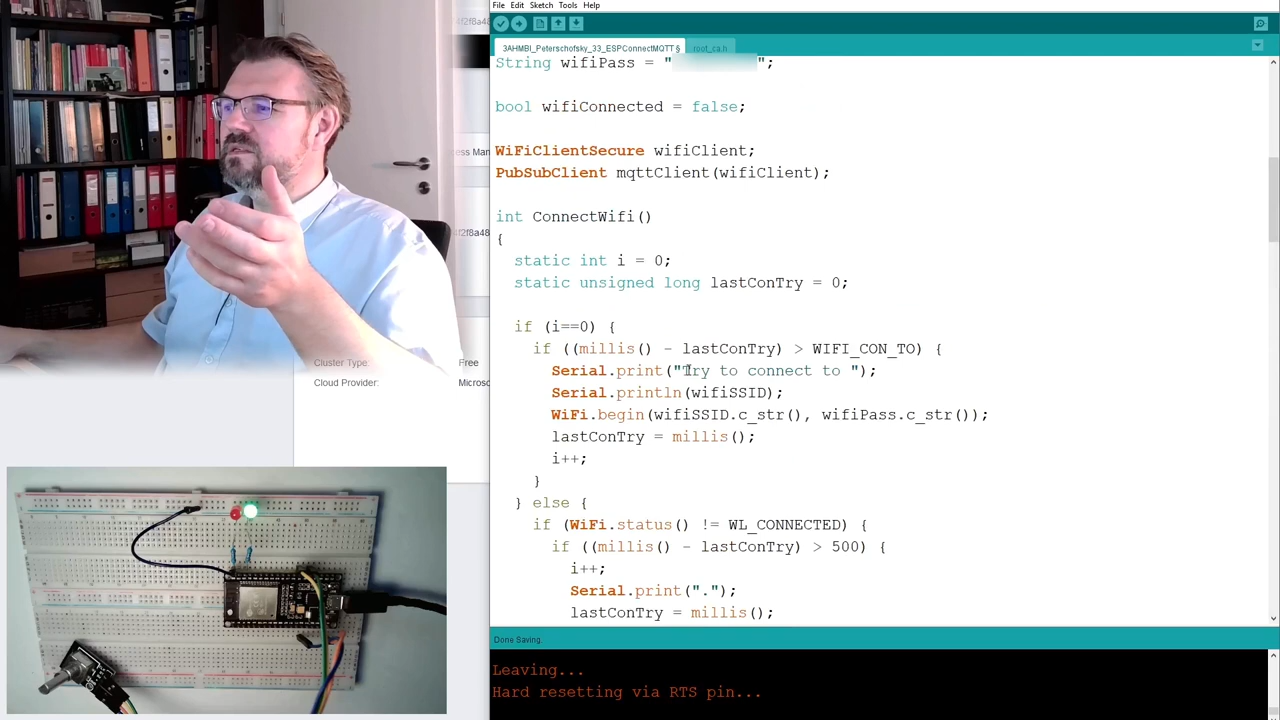 File Edit Sketch Tools Help
3AHMBI_Peterschofsky_33_ESPConnectMQTT §
root_ca.h
String wifiPass = " ";
bool wifiConnected = false;
WiFiClientSecure wifiClient;
PubSubClient mqttClient(wifiClient);
int ConnectWifi()
{
static int i = 0;
static unsigned long lastConTry = 0;
if (i==0) {
if ((millis() - lastConTry) > WIFI_CON_TO) {
Serial.print("Try to connect to ");
Serial.println(wifiSSID);
WiFi.begin(wifiSSID.c_str(), wifiPass.c_str());
lastConTry = millis();
i++;
}
} else {
if (WiFi.status() != WL_CONNECTED) {
if ((millis() - lastConTry) > 500) {
i++;
Serial.print(".");
lastConTry = millis();
Done Saving.
Leaving...
Hard resetting via RTS pin...
Cluster Type: Free
Cloud Provider: Microso